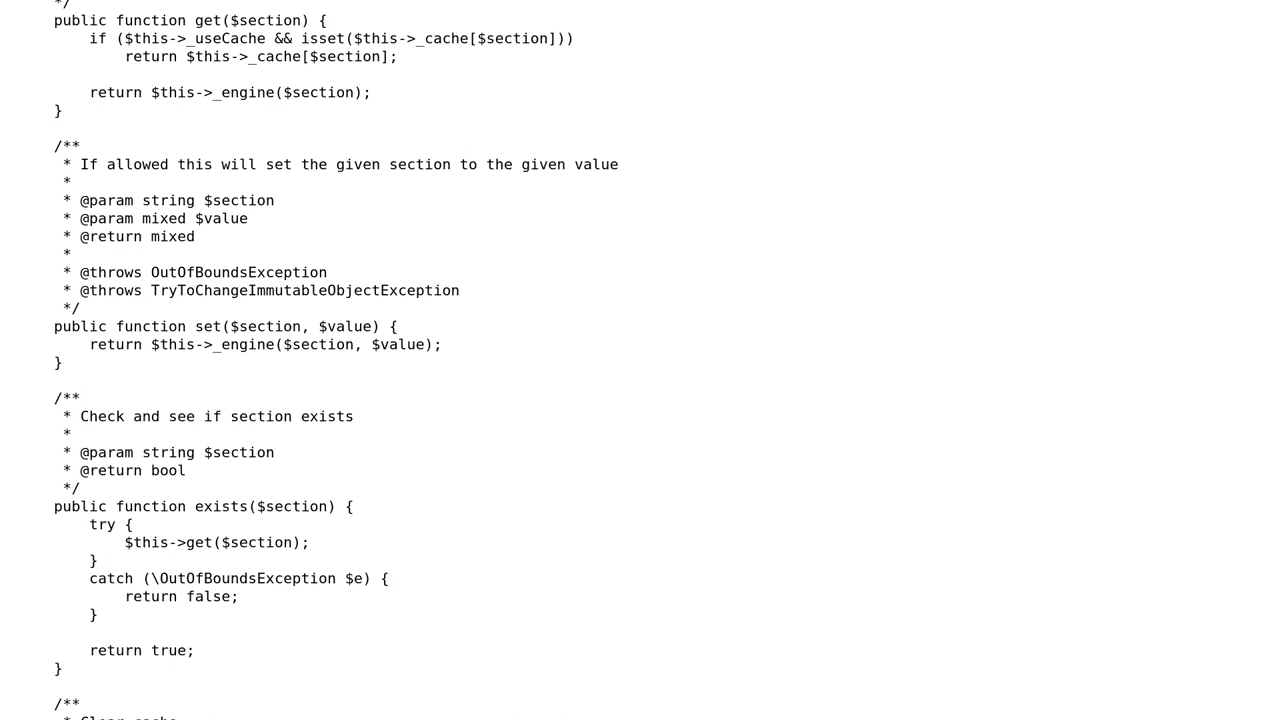 */
public function get($section) {
if ($this->_useCache && isset($this->_cache[$section]))
return $this->_cache[$section];
return $this->_engine($section);
}
/**
* If allowed this will set the given section to the given value
*
* @param string $section
* @param mixed $value
* @return mixed
*
* @throws OutOfBoundsException
* @throws TryToChangeImmutableObjectException
*/
public function set($section, $value) {
return $this->_engine($section, $value);
}
/**
* Check and see if section exists
*
* @param string $section
* @return bool
*/
public function exists($section) {
try {
$this->get($section);
}
catch (\OutOfBoundsException $e) {
return false;
}
return true;
}
/**
* Clear cache